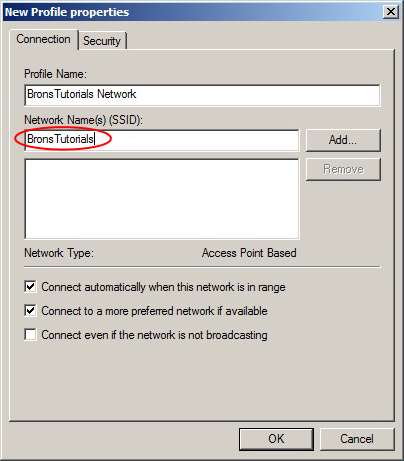 New Profile properties
Connection
Security
Profile Name:
BronsTutorials Network
Network Name(s) (SSID):
BronsTutorials
Add...
Remove
Network Type: Access Point Based
Connect automatically when this network is in range
Connect to a more preferred network if available
Connect even if the network is not broadcasting
OK
Cancel